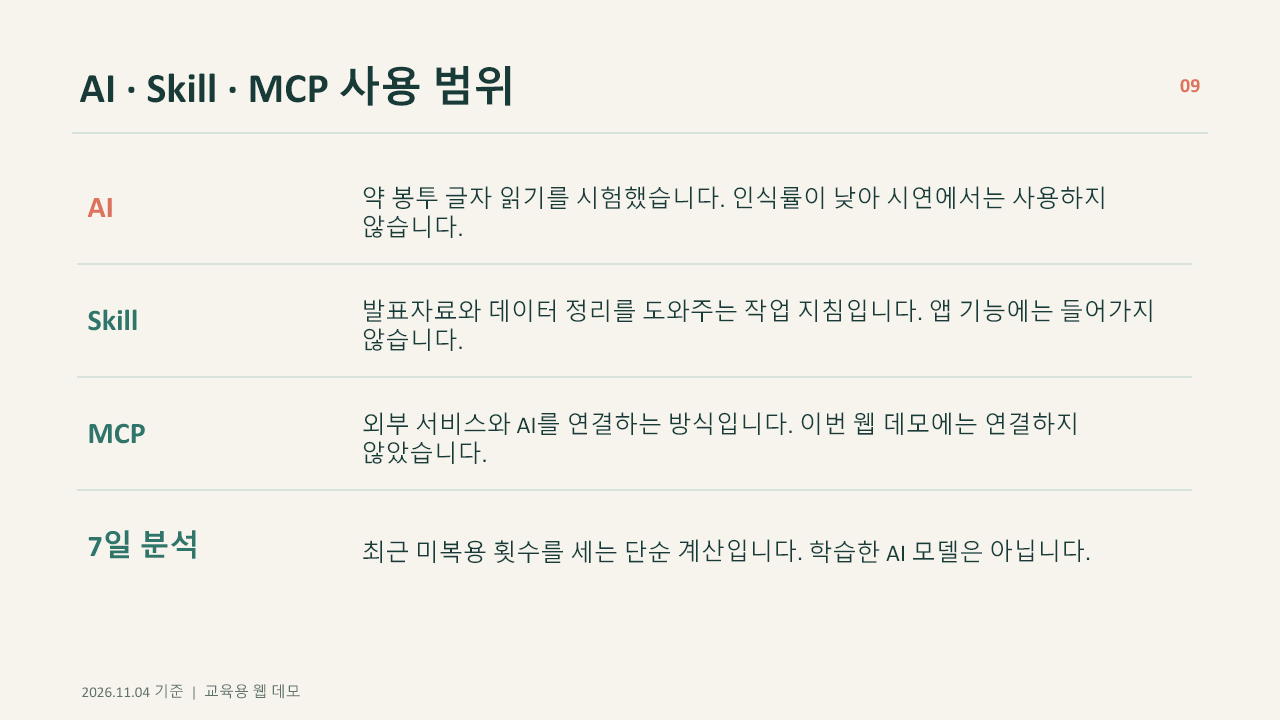 AI · Skill · MCP 사용 범위
09
AI
약 봉투 글자 읽기를 시험했습니다. 인식률이 낮아 시연에서는 사용하지
않습니다.
Skill
발표자료와 데이터 정리를 도와주는 작업 지침입니다. 앱 기능에는 들어가지
않습니다.
MCP
외부 서비스와 AI를 연결하는 방식입니다. 이번 웹 데모에는 연결하지
않았습니다.
7일 분석
최근 미복용 횟수를 세는 단순 계산입니다. 학습한 AI 모델은 아닙니다.
2026.11.04 기준 | 교육용 웹 데모